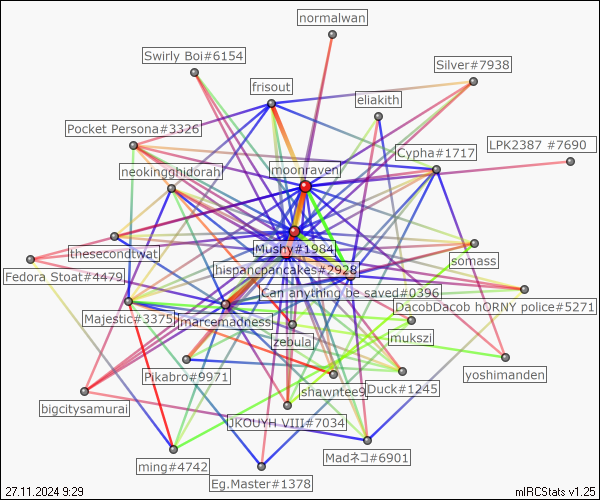 normalwan
Swirly Boi#6154
Silver#7938
frisout
eliakith
Pocket Persona#3326
LPK2387 #7690
Cypha#1717
neokingghidorah
moonraven
Mushy#1984
thesecondtwat
somass
hispancpancakes#2928
Fedora Stoat#4479
Can anything be saved#0396
DacobDacob hORNY police#5271
Majestic#3375
marcemadness
mukszi
zebula
yoshimanden
Pikabro#9971
shawntee9
Duck#1245
bigcitysamurai
JKOUYH VIII#7034
Madネコ#6901
ming#4742
Eg.Master#1378
27.11.2024 9:29
mIRCStats v1.25